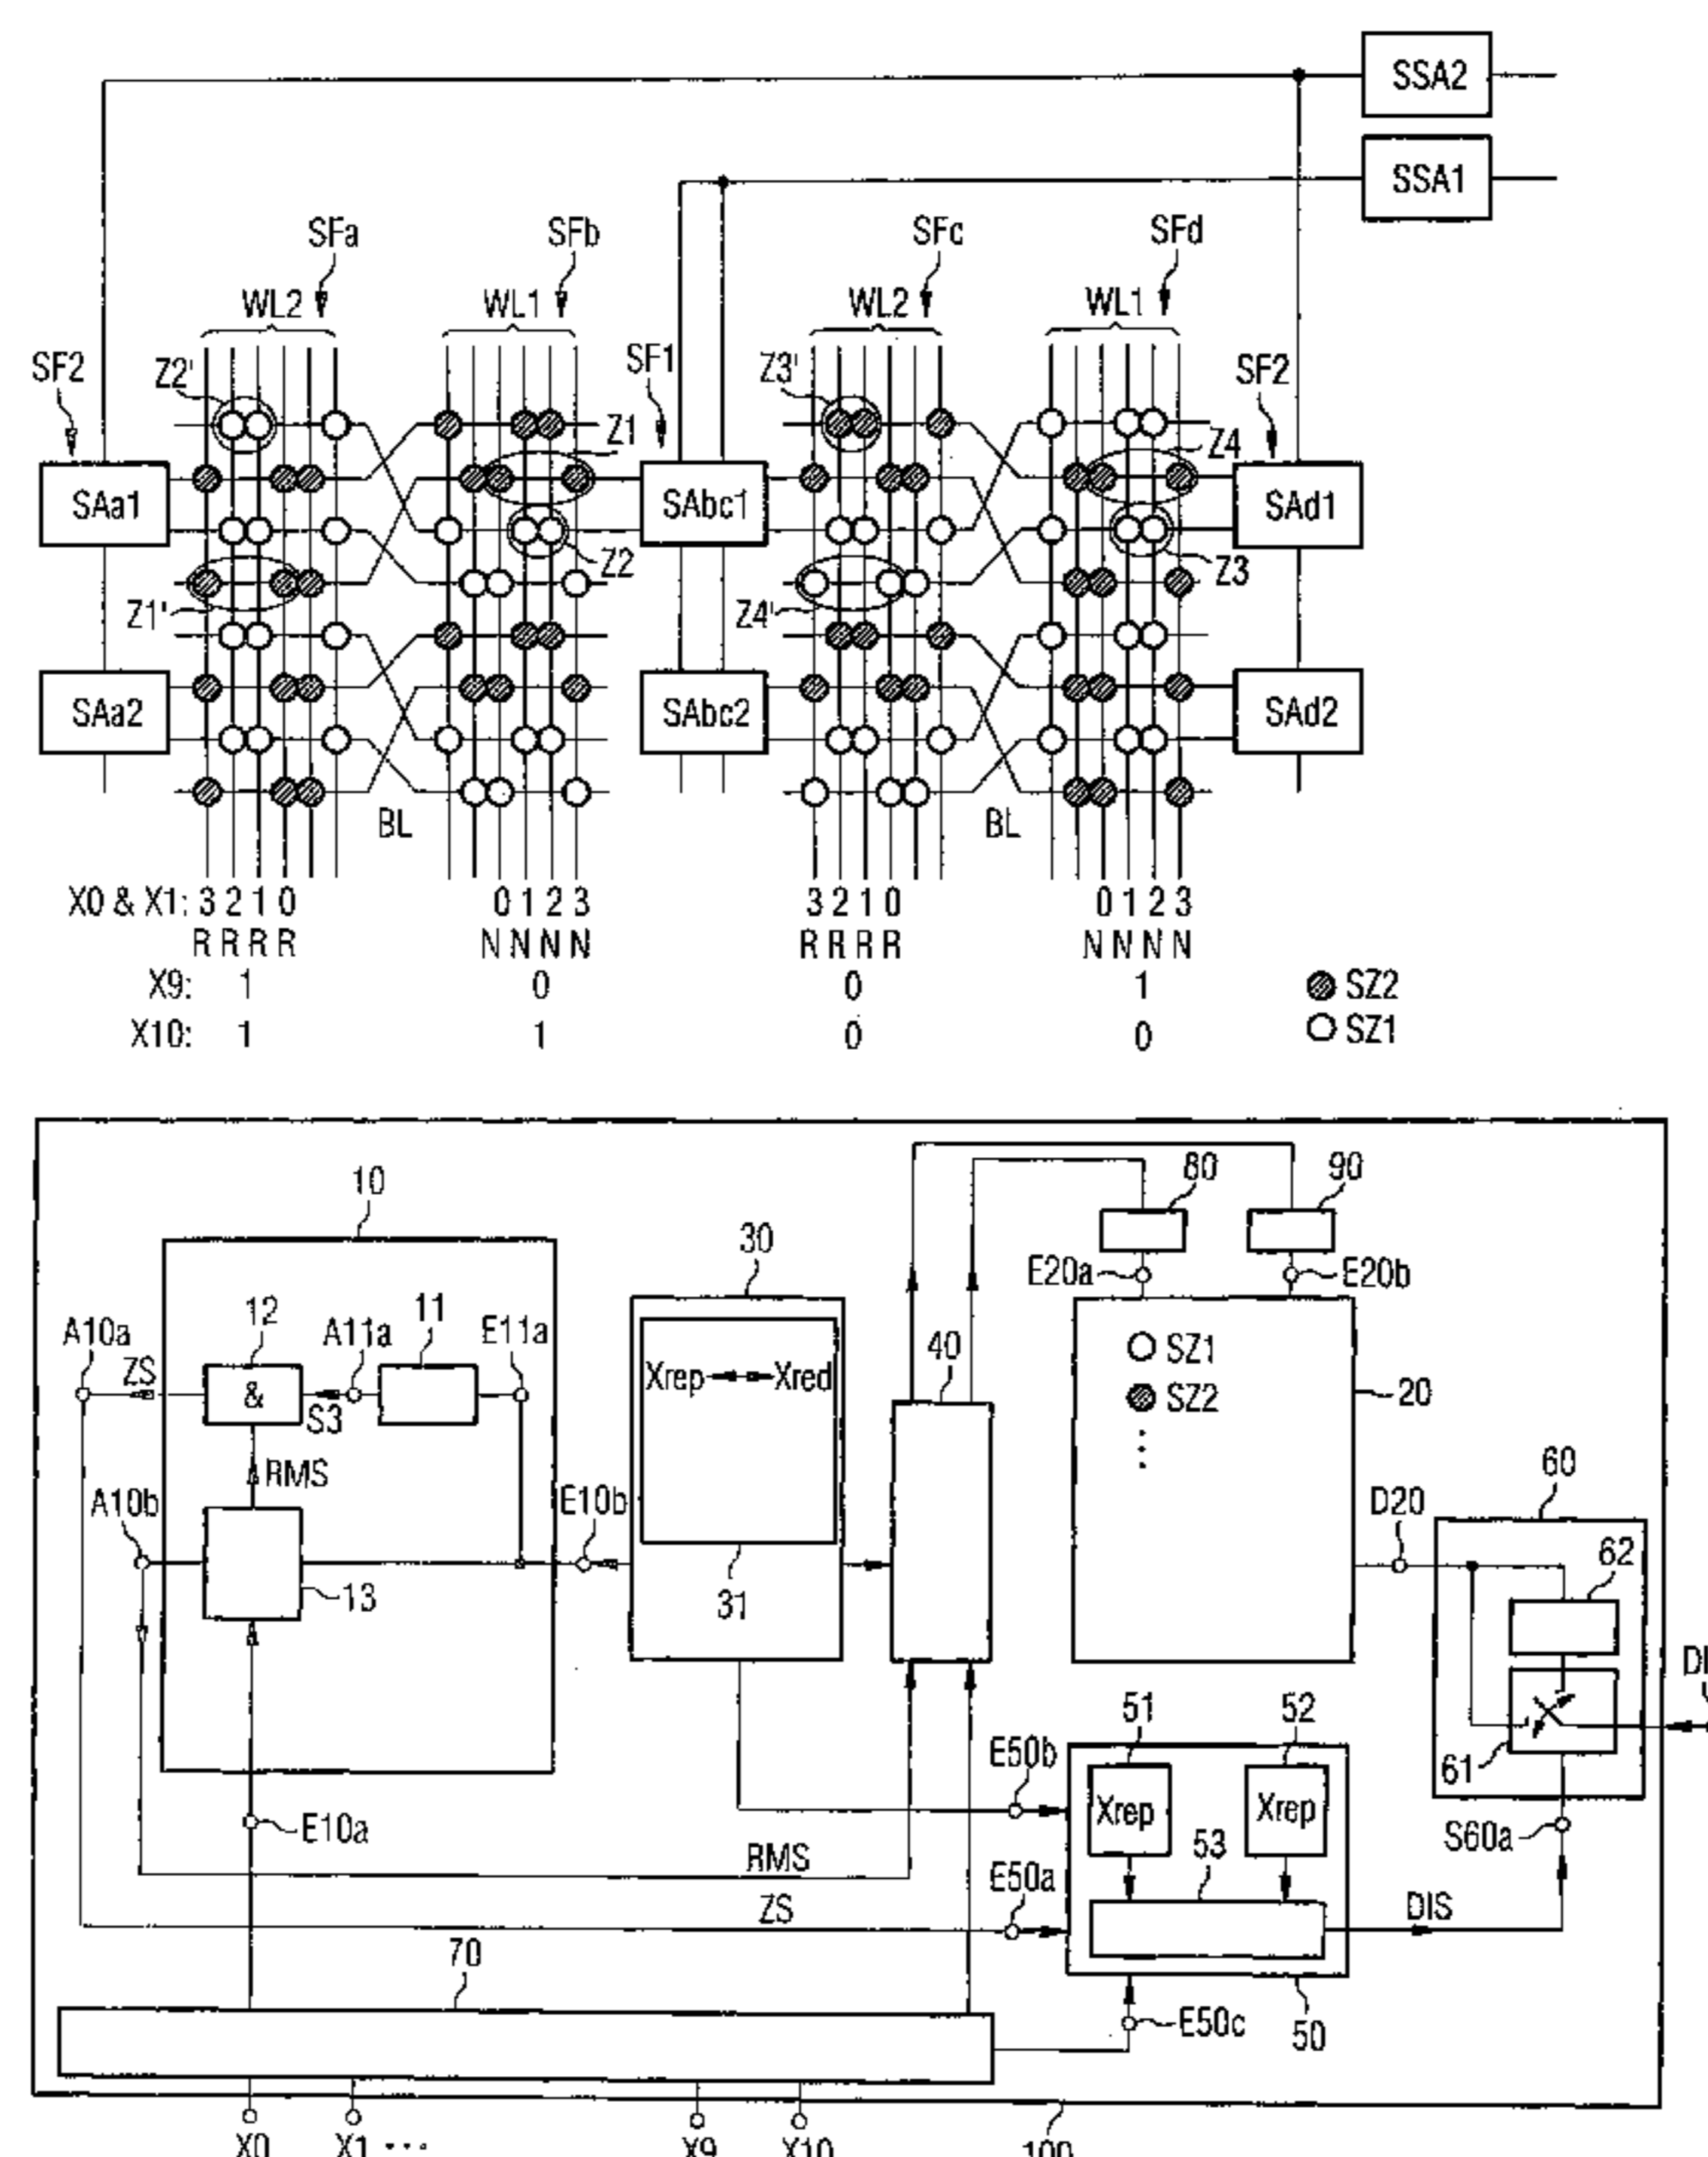 SSA2
SSA1
SFa
SFb
SFc
SFd
WL2
WL1
WL2
WL1
SF2
Z2'
SF1
Z3'
SF2
Z1
Z4
SAa1
SAbc1
SAd1
Z2
Z3
Z1'
Z4'
SAa2
SAbc2
SAd2
BL
BL
X0 & X1: 3 2 1 0 0 1 2 3 3 2 1 0 0 1 2 3
R R R R N N N N R R R R N N N N
X9: 1 0 0 1
SZ2
X10: 1 1 0 0
SZ1
10
80
90
30
E20a
E20b
A10a
12
A11a
11
E11a
ZS
&
S3
Xrep
Xred
40
SZ1
SZ2
20
RMS
A10b
E10b
D20
60
13
31
62
51
52
61
E50b
Xrep
Xrep
E10a
53
S60a
RMS
E50a
ZS
DIS
70
E50c
50
X0
X1 ...
X9
X10
100